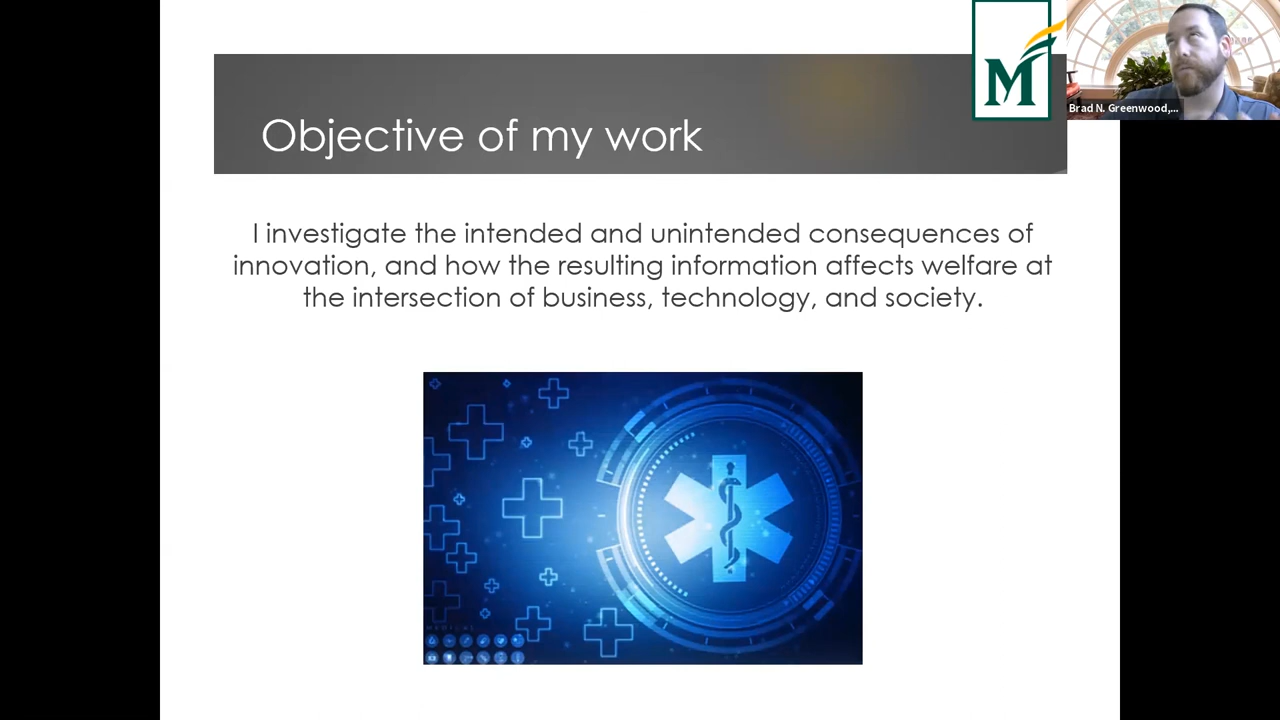 M
Brad N. Greenwood,...
Objective of my work
I investigate the intended and unintended consequences of
innovation, and how the resulting information affects welfare at
the intersection of business, technology, and society.